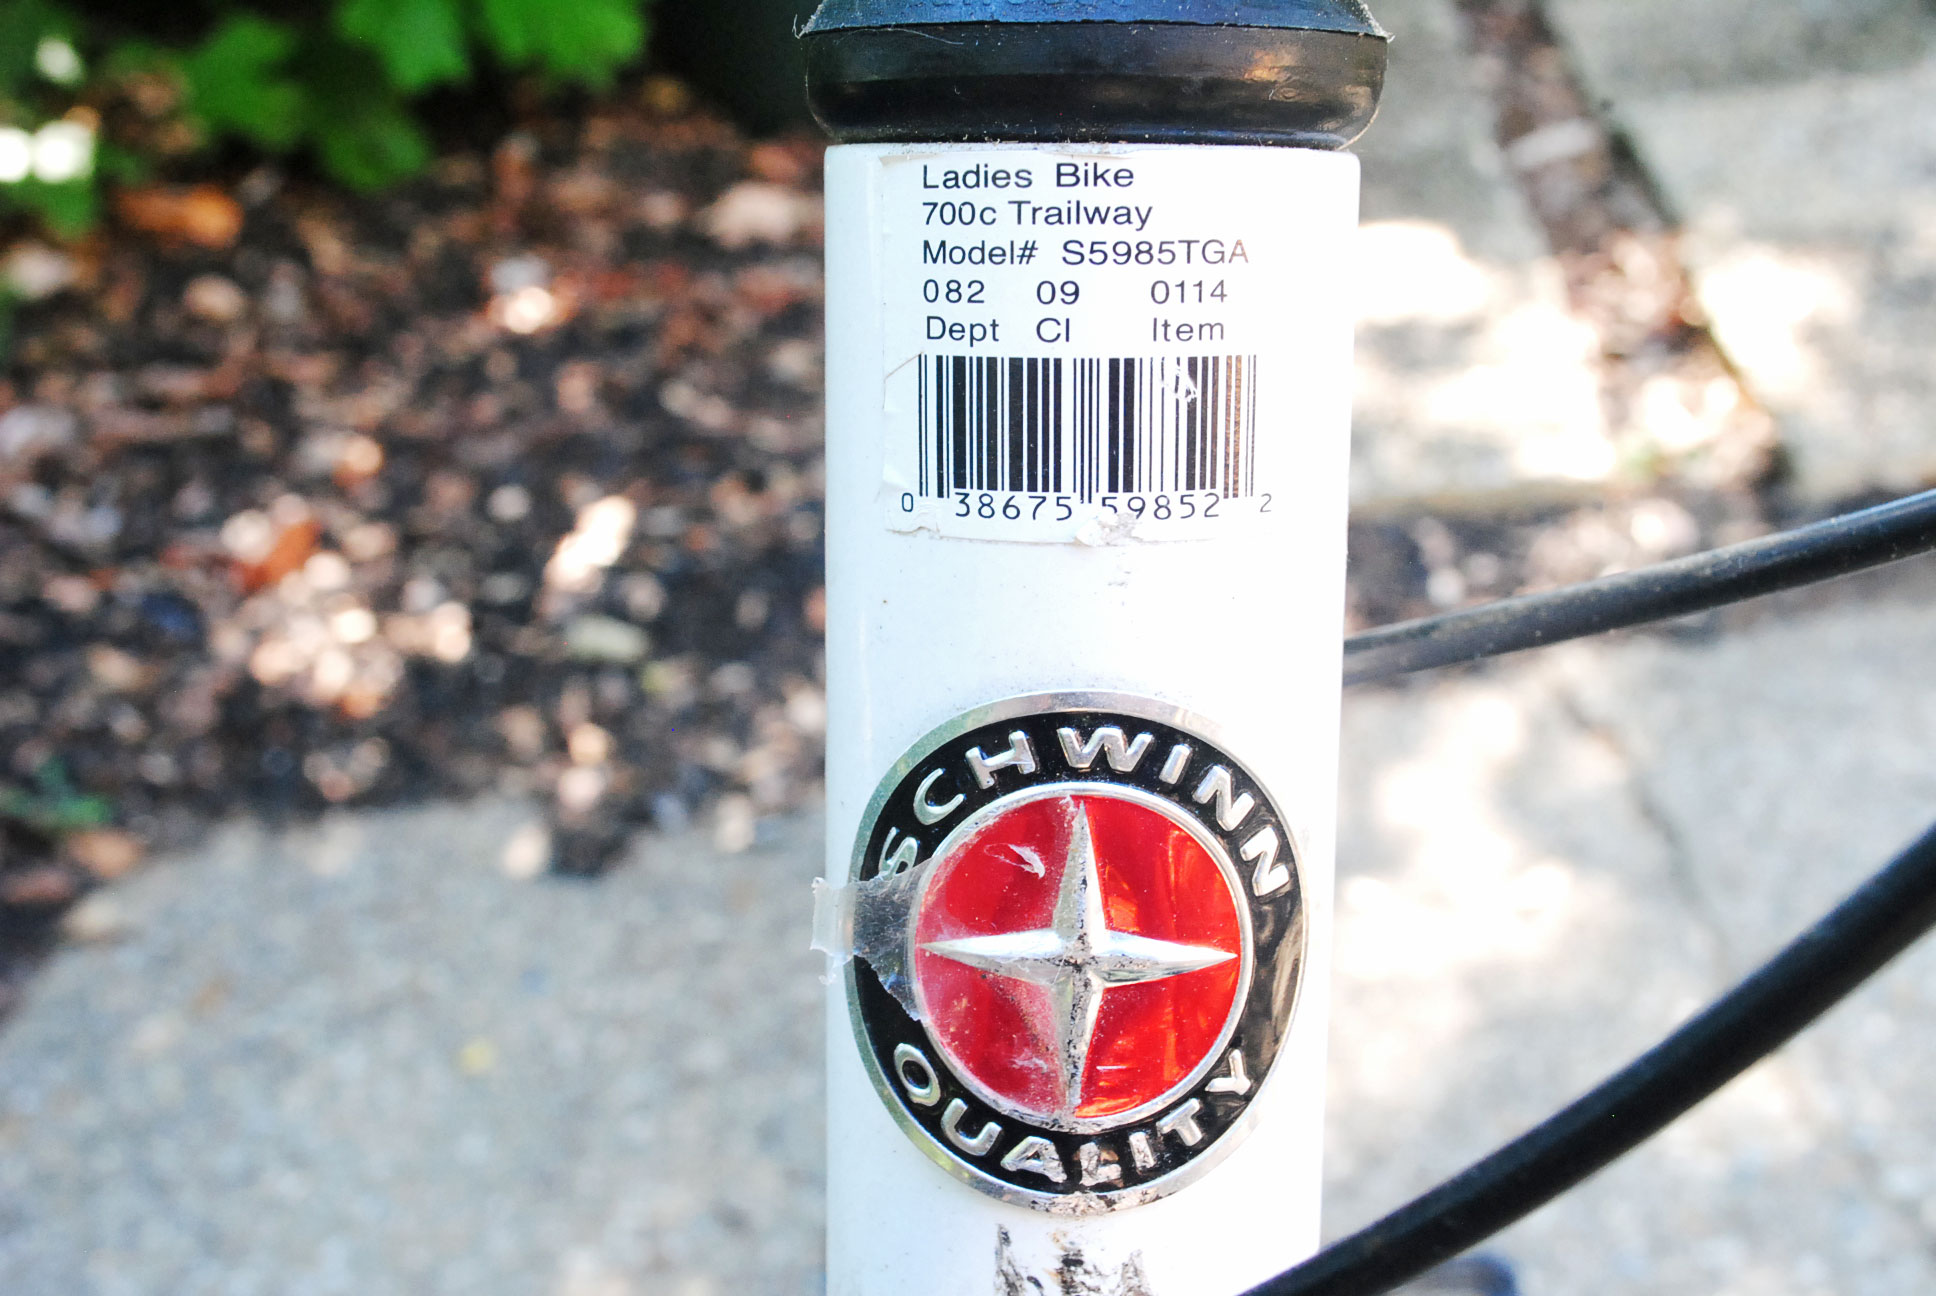 Ladies Bike
700c Trailway
Model# S5985TGA
082 09 0114
Dept Cl Item
0 38675 59852 2
SCHWINN
QUALITY